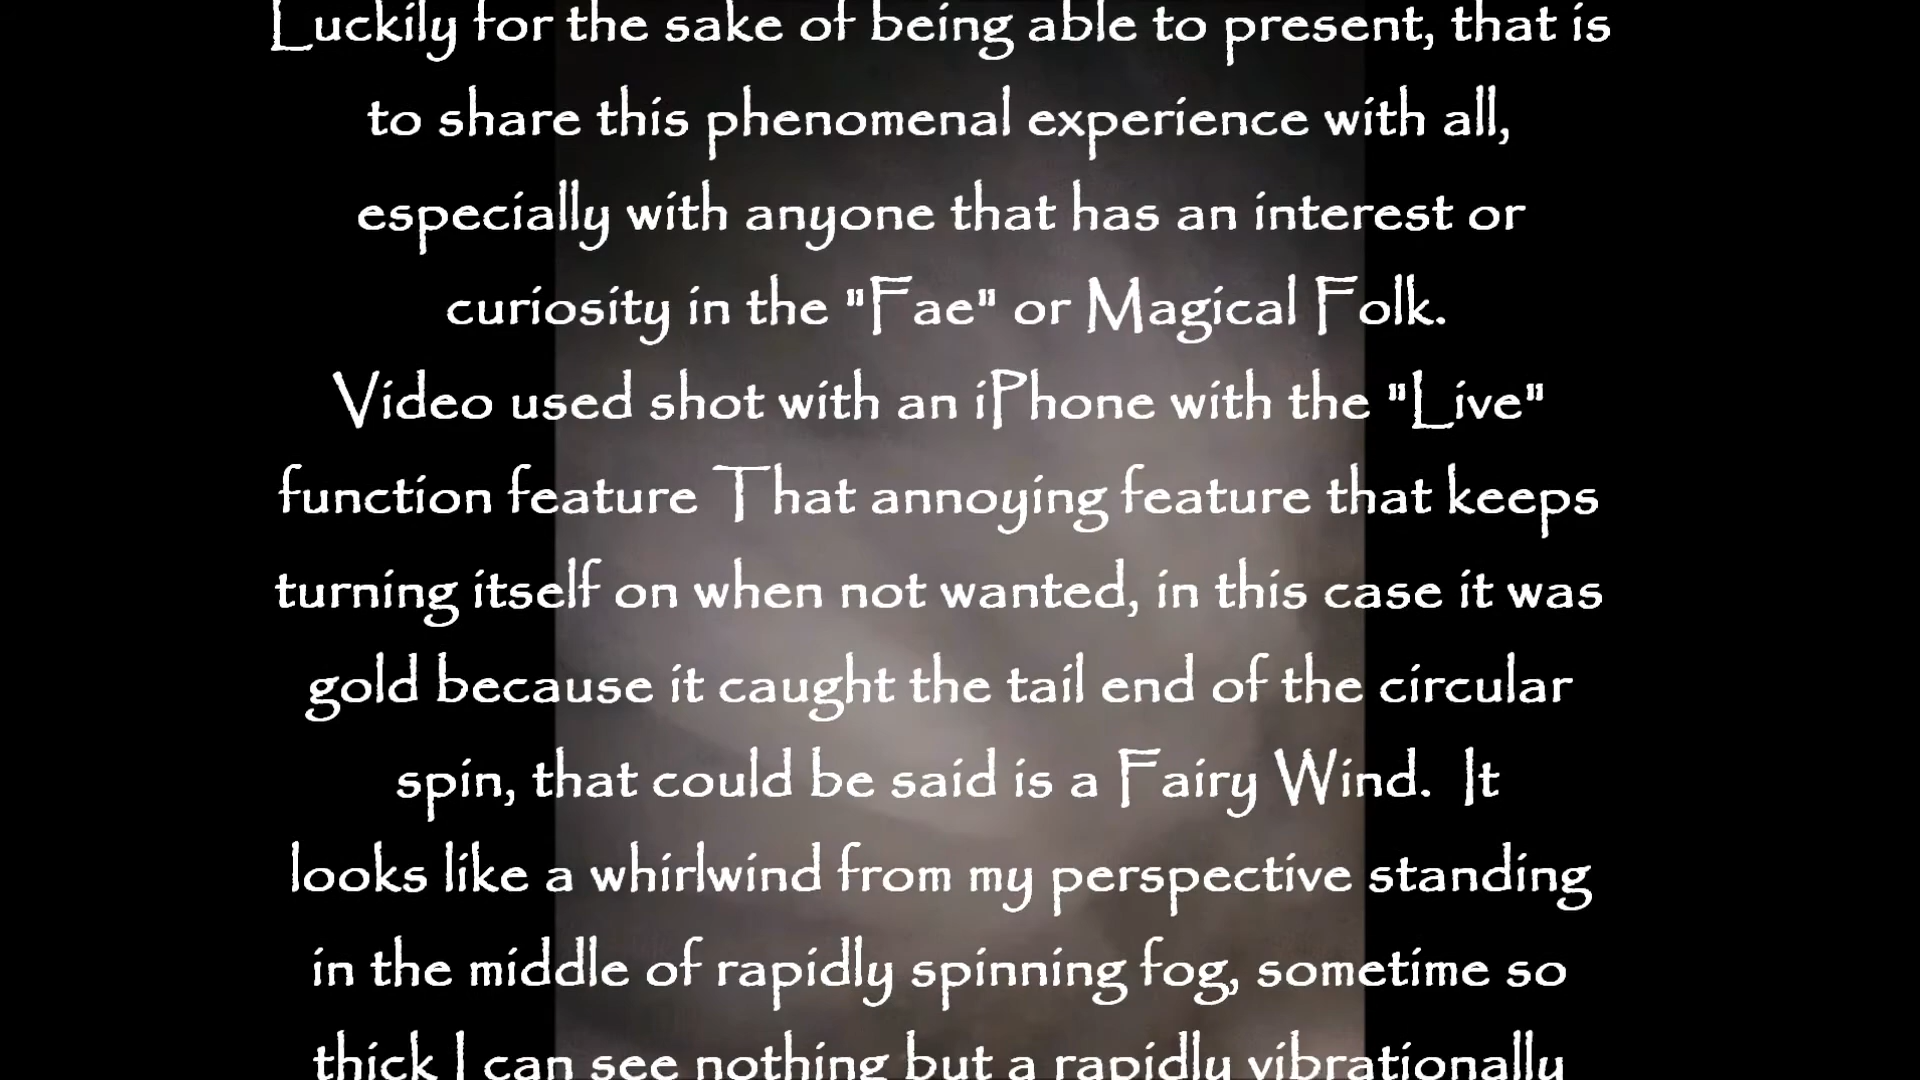 Luckily for the sake of being able to present, that is
to share this phenomenal experience with all,
especially with anyone that has an interest or
curiosity in the "Fae" or Magical Folk.
Video used shot with an iPhone with the "Live"
function feature That annoying feature that keeps
turning itself on when not wanted, in this case it was
gold because it caught the tail end of the circular
spin, that could be said is a Fairy Wind.  It
looks like a whirlwind from my perspective standing
in the middle of rapidly spinning fog, sometime so
thick I can see nothing but a rapidly vibrationally